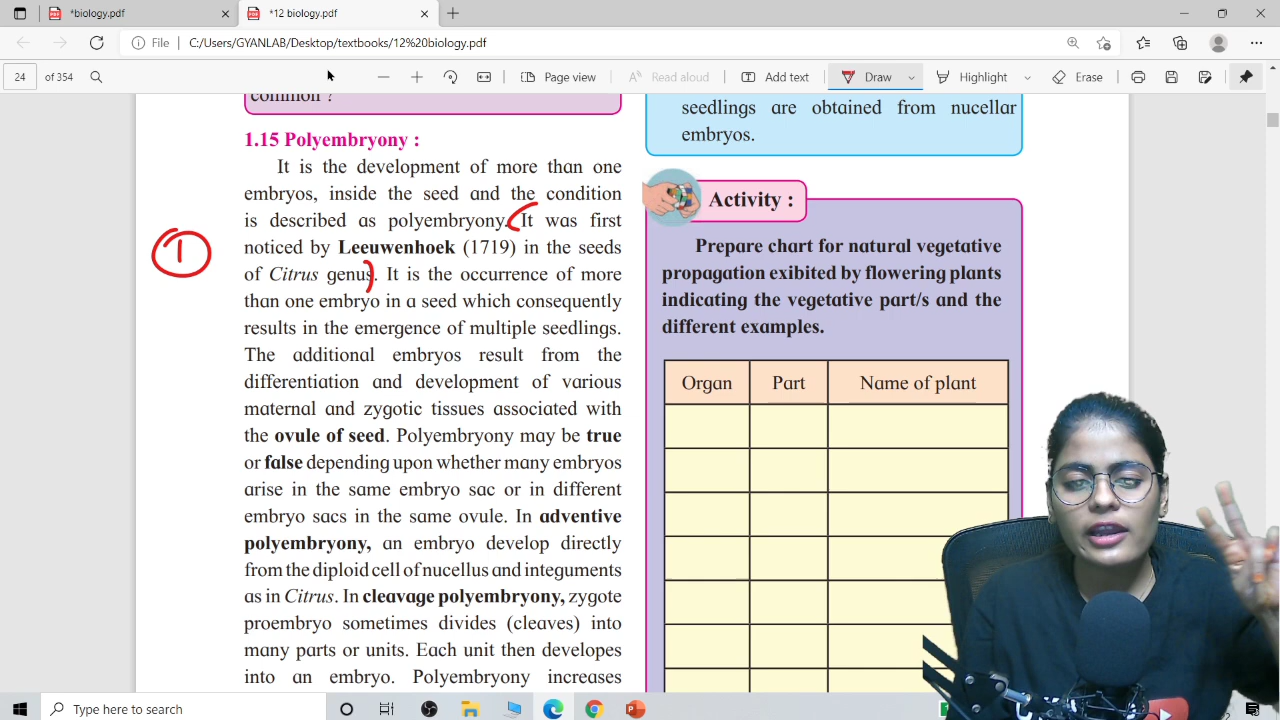 *biology.pdf
*12 biology.pdf
File
C:/Users/GYANLAB/Desktop/textbooks/12%20biology.pdf
24 of 354
Page view
Read aloud
Add text
Draw
Highlight
Erase
common ?
1.15 Polyembryony :
It is the development of more than one
embryos, inside the seed and the condition
is described as polyembryony. It was first
noticed by Leeuwenhoek (1719) in the seeds
of Citrus genus. It is the occurrence of more
than one embryo in a seed which consequently
results in the emergence of multiple seedlings.
The additional embryos result from the
differentiation and development of various
maternal and zygotic tissues associated with
the ovule of seed. Polyembryony may be true
or false depending upon whether many embryos
arise in the same embryo sac or in different
embryo sacs in the same ovule. In adventive
polyembryony, an embryo develop directly
from the diploid cell of nucellus and integuments
as in Citrus. In cleavage polyembryony, zygote
proembryo sometimes divides (cleaves) into
many parts or units. Each unit then developes
into an embryo. Polyembryony increases
1
seedlings are obtained from nucellar
embryos.
Activity :
Prepare chart for natural vegetative
propagation exibited by flowering plants
indicating the vegetative part/s and the
different examples.
Organ Part Name of plant
Type here to search